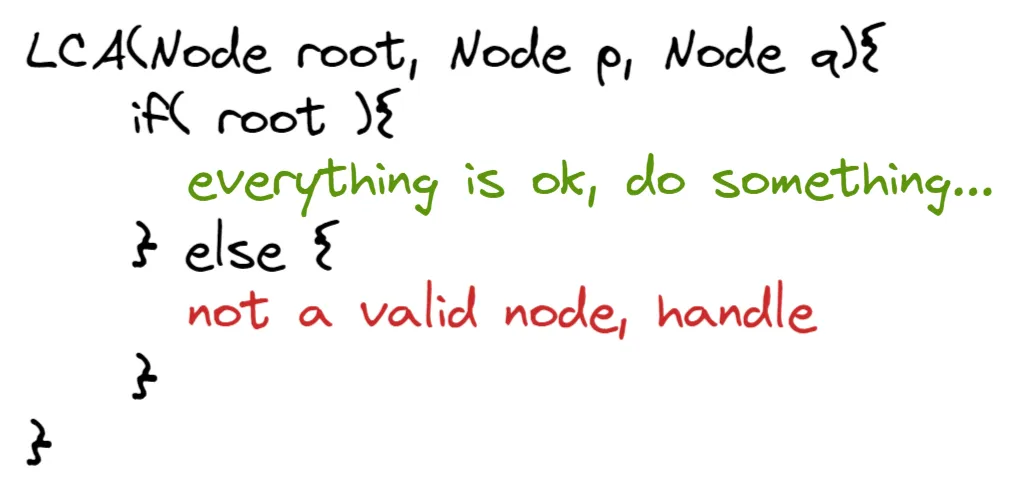 LCA(Node root, Node p, Node q){
if( root ){
everything is ok, do something...
} else {
not a valid node, handle
}
}